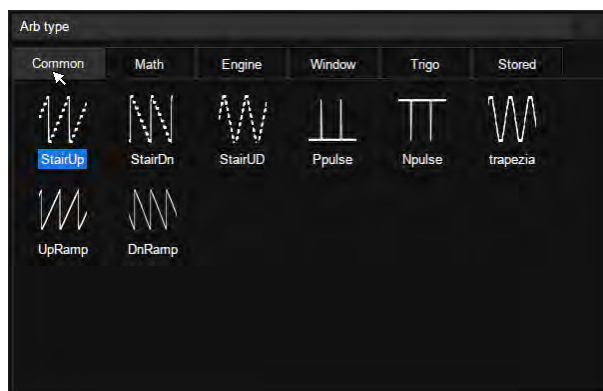 Arb type
Common Math Engine Window Trigo Stored
StairUp StairDn StairUD Ppulse Npulse trapezia
UpRamp DnRamp